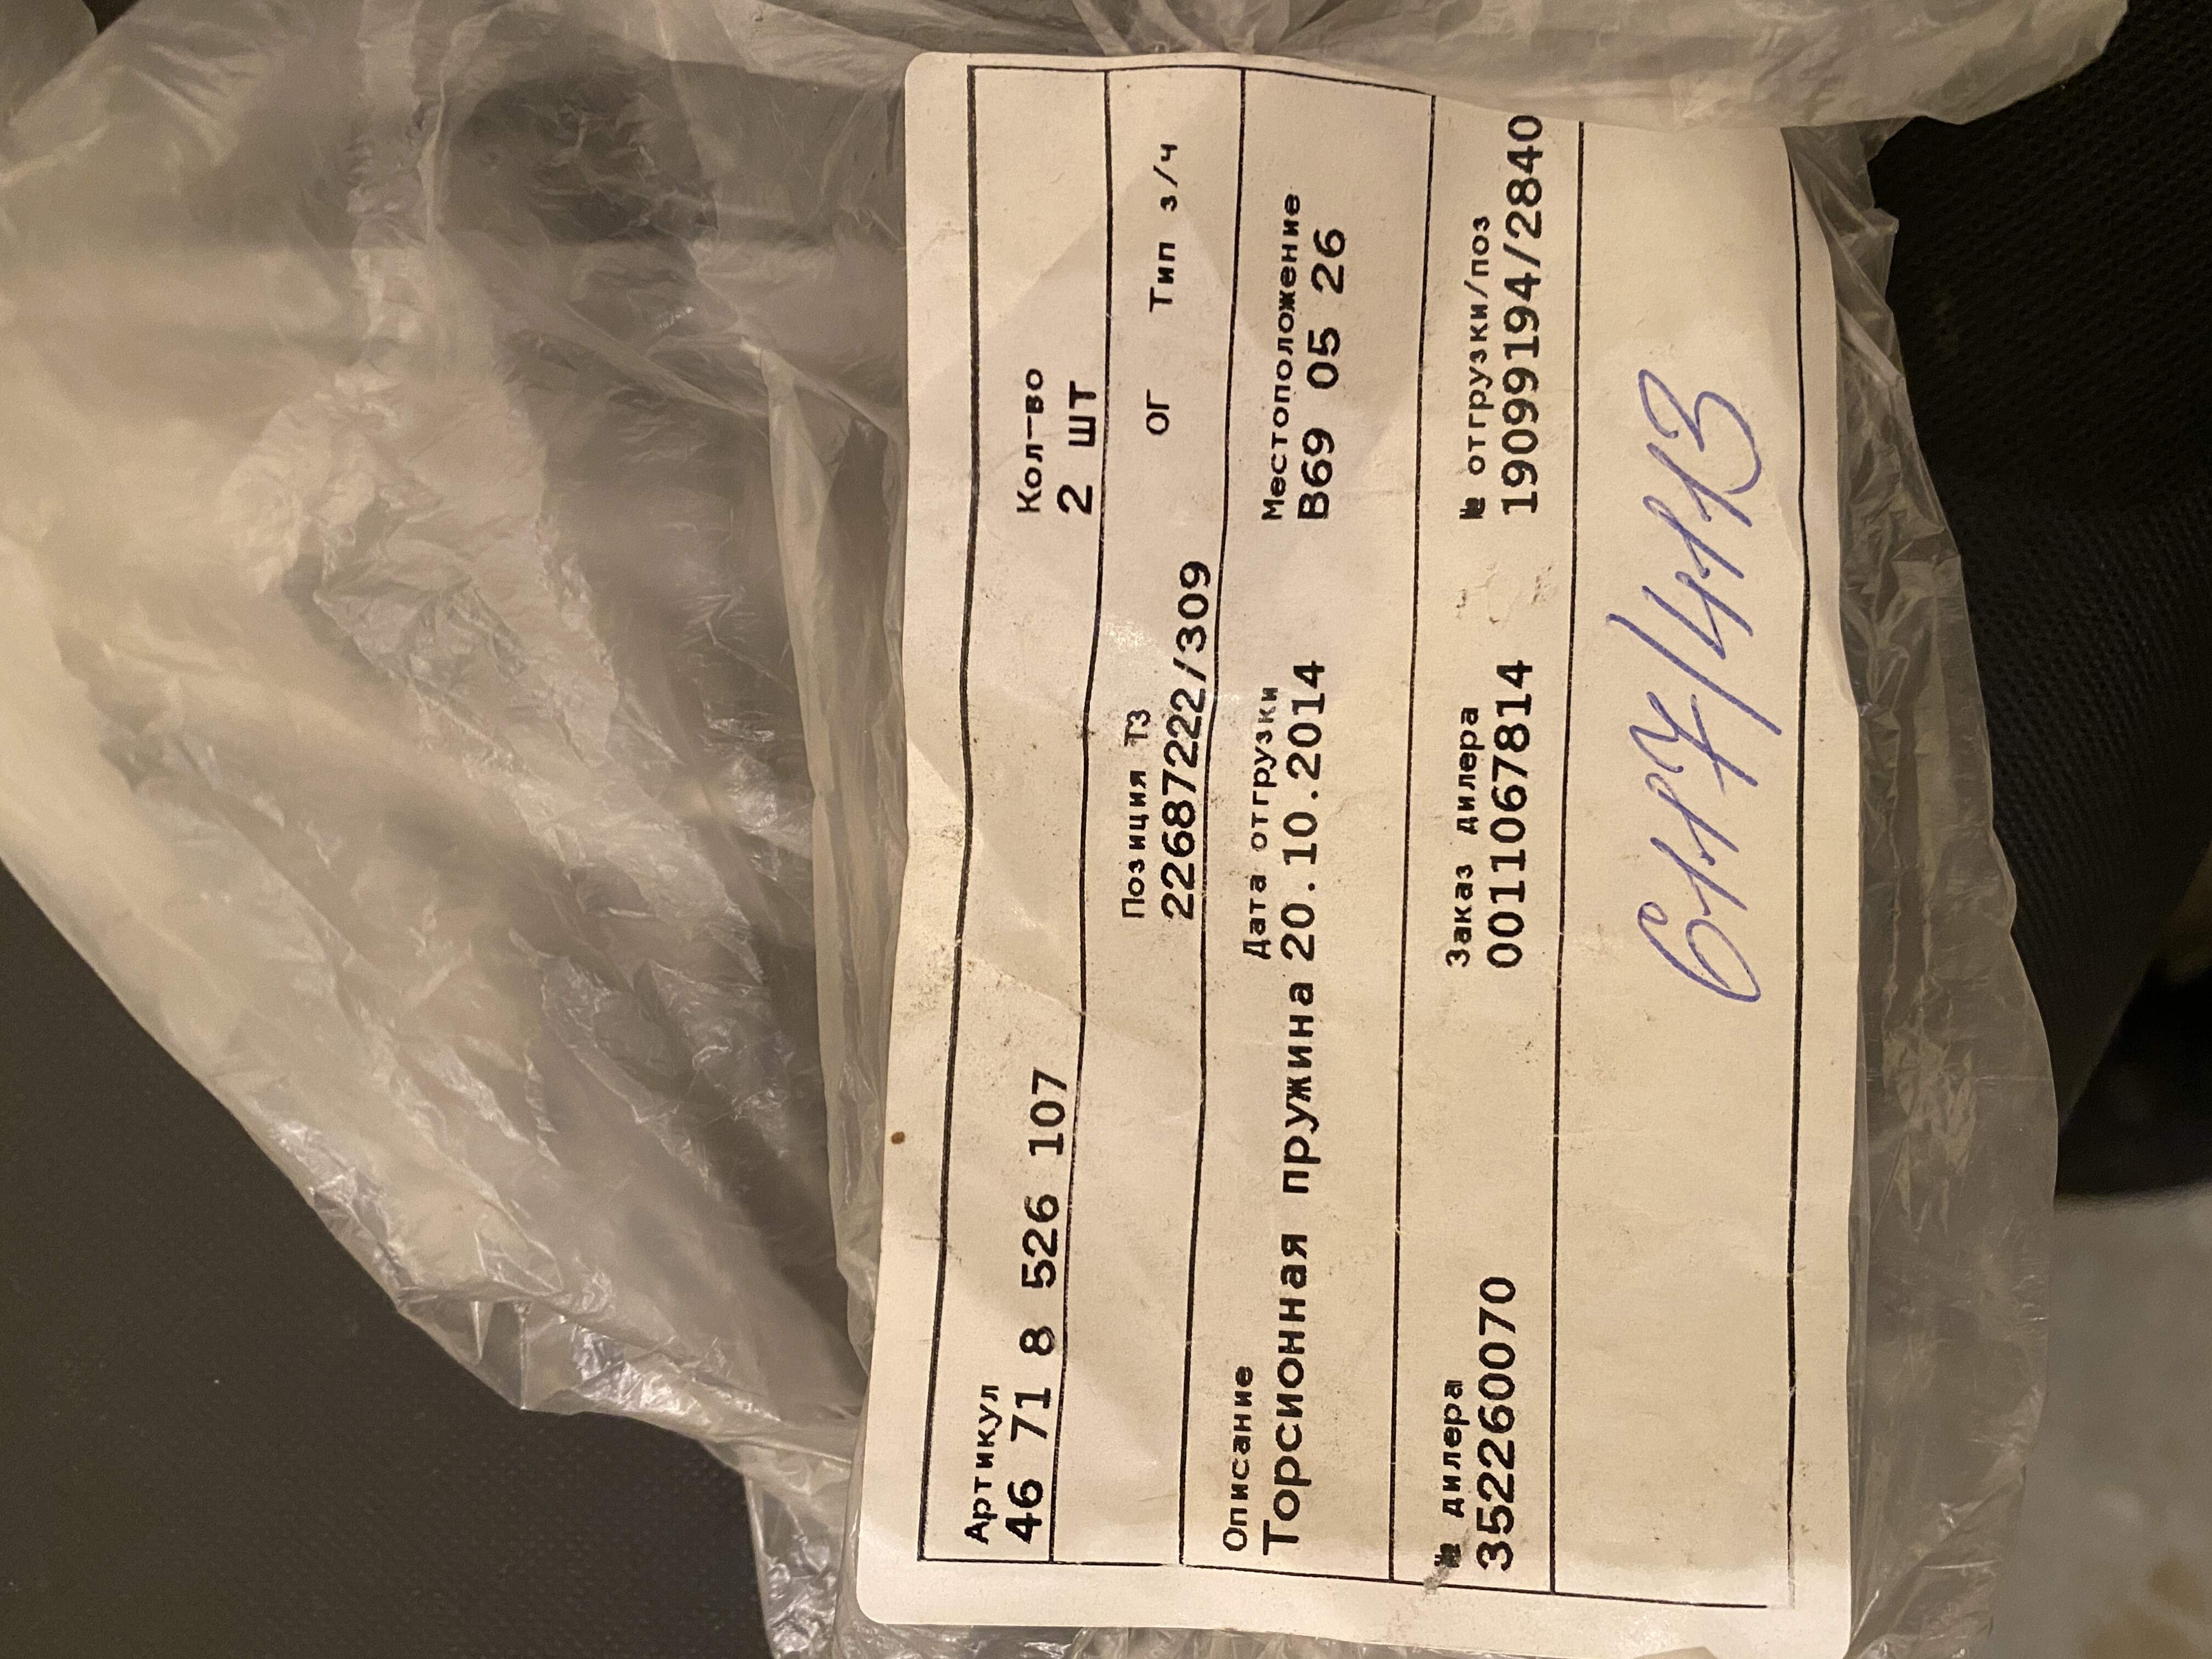 Артикул Кол-во
46 71 8 526 107 2 шт
Позиция ТЗ
22687222/309 ОГ Тип з/ч
Описание Дата отгрузки Местоположение
Торсионная пружина 20.10.2014 B69 05 26
№ дилера Заказ дилера № отгрузки/поз
3522600070 0011067814 19099194/2840